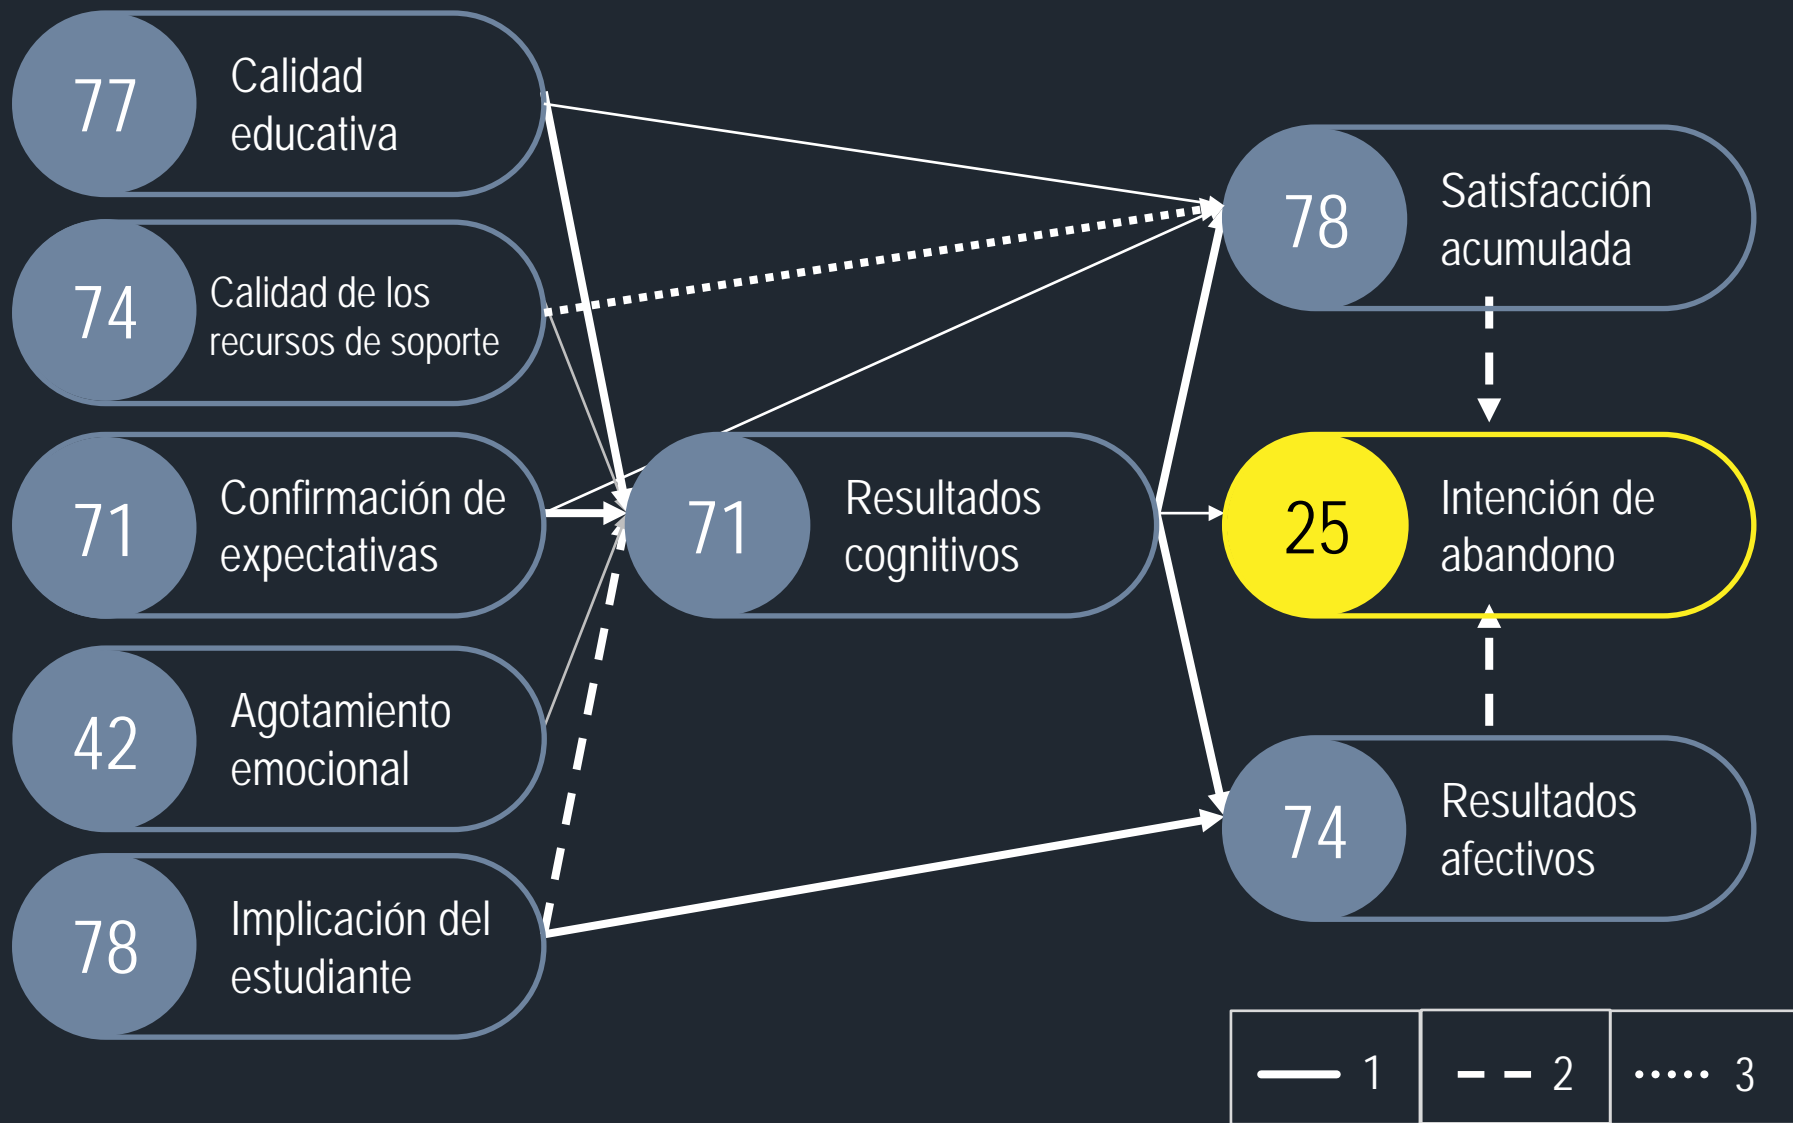 77
Calidad
educativa
74
Calidad de los
recursos de soporte
71
Confirmación de
expectativas
42
Agotamiento
emocional
78
Implicación del
estudiante
71
Resultados
cognitivos
78
Satisfacción
acumulada
25
Intención de
abandono
74
Resultados
afectivos
1
2
3